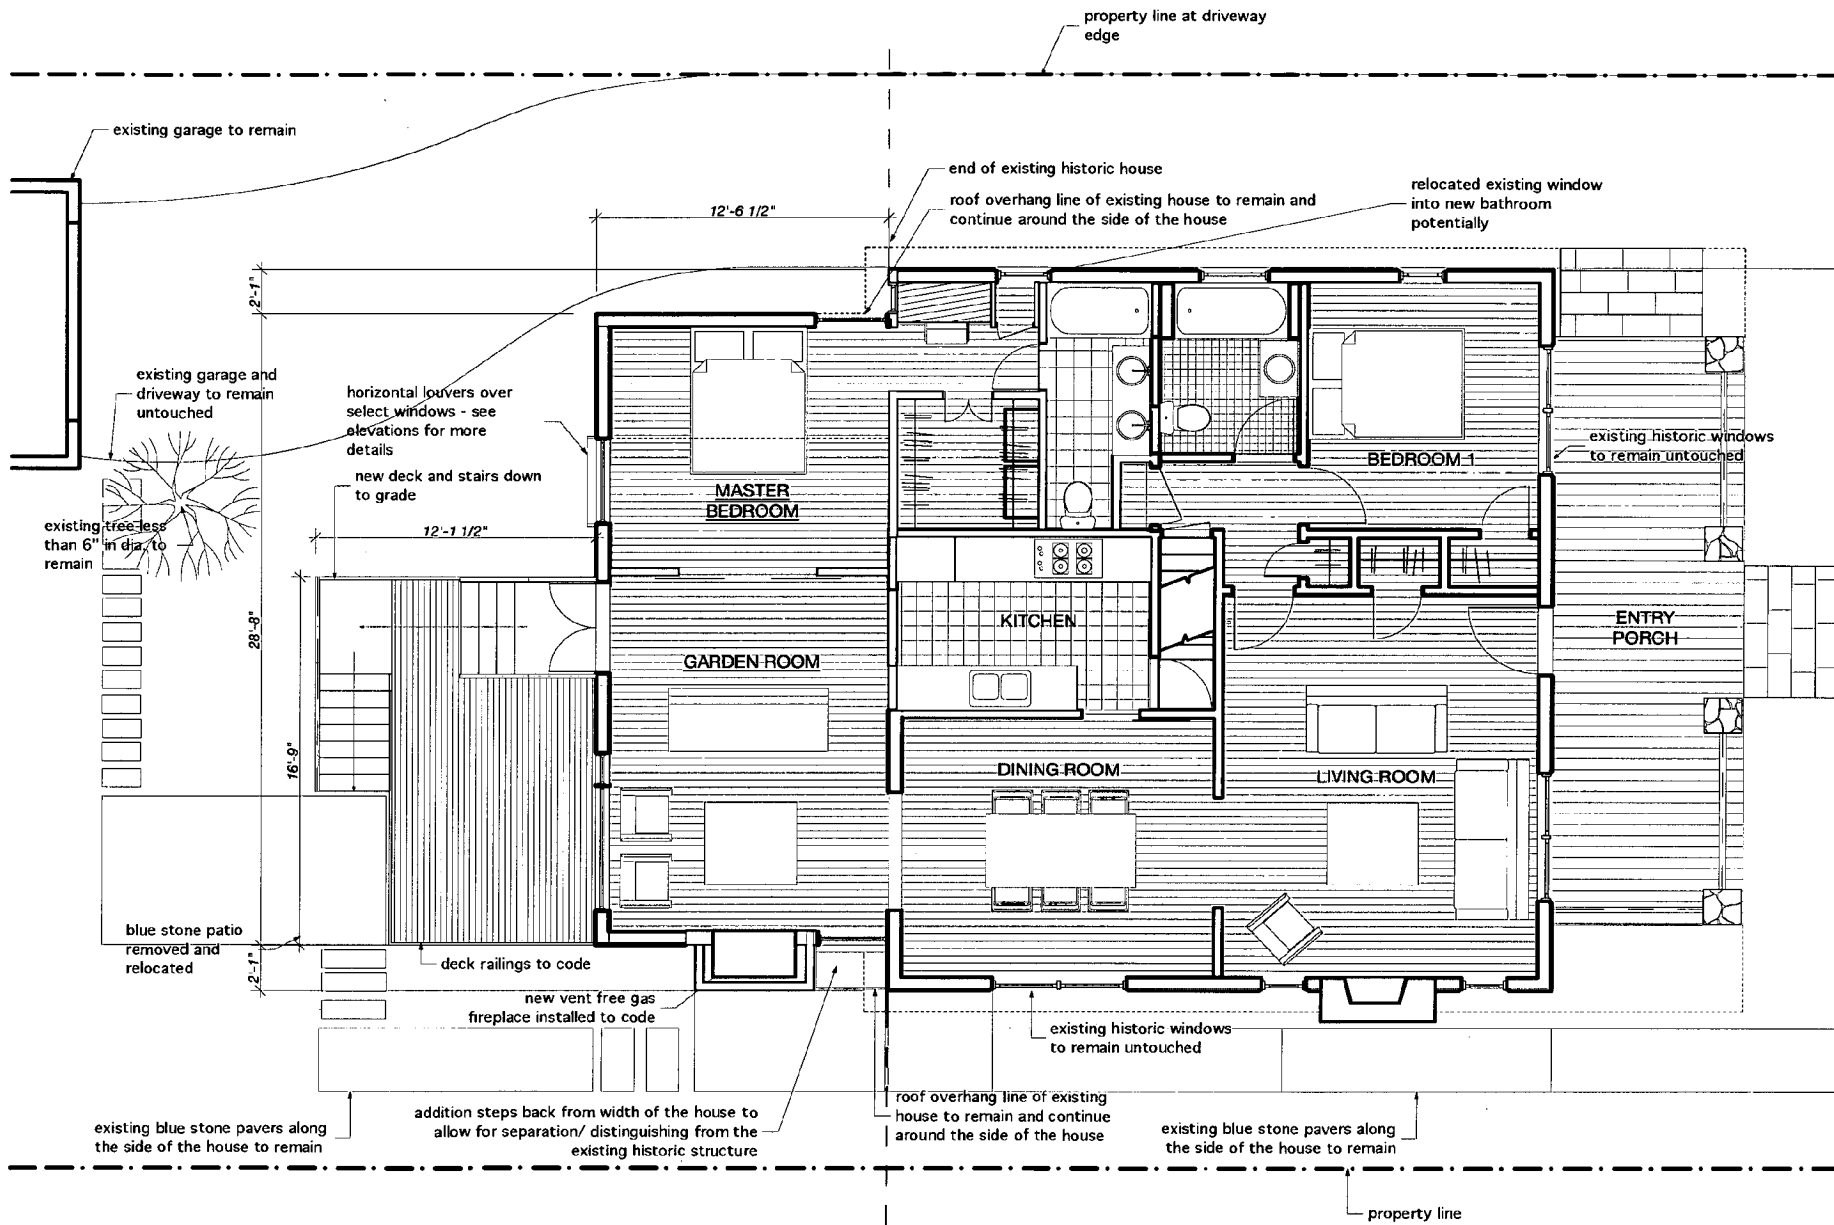 property line at driveway
edge
existing garage to remain
end of existing historic house
roof overhang line of existing house to remain and
continue around the side of the house
relocated existing window
into new bathroom
potentially
12'-6 1/2"
2'-1"
existing garage and
driveway to remain
untouched
horizontal louvers over
select windows - see
elevations for more
details
new deck and stairs down
to grade
existing tree less
than 6" in dia. to
remain
12'-1 1/2"
MASTER
BEDROOM
BEDROOM 1
existing historic windows
to remain untouched
28'-8"
KITCHEN
ENTRY
PORCH
GARDEN ROOM
16'-9"
DINING ROOM
LIVING ROOM
blue stone patio
removed and
relocated
2'-1"
deck railings to code
new vent free gas
fireplace installed to code
existing historic windows
to remain untouched
addition steps back from width of the house to
allow for separation/ distinguishing from the
existing historic structure
roof overhang line of existing
house to remain and continue
around the side of the house
existing blue stone pavers along
the side of the house to remain
existing blue stone pavers along
the side of the house to remain
property line